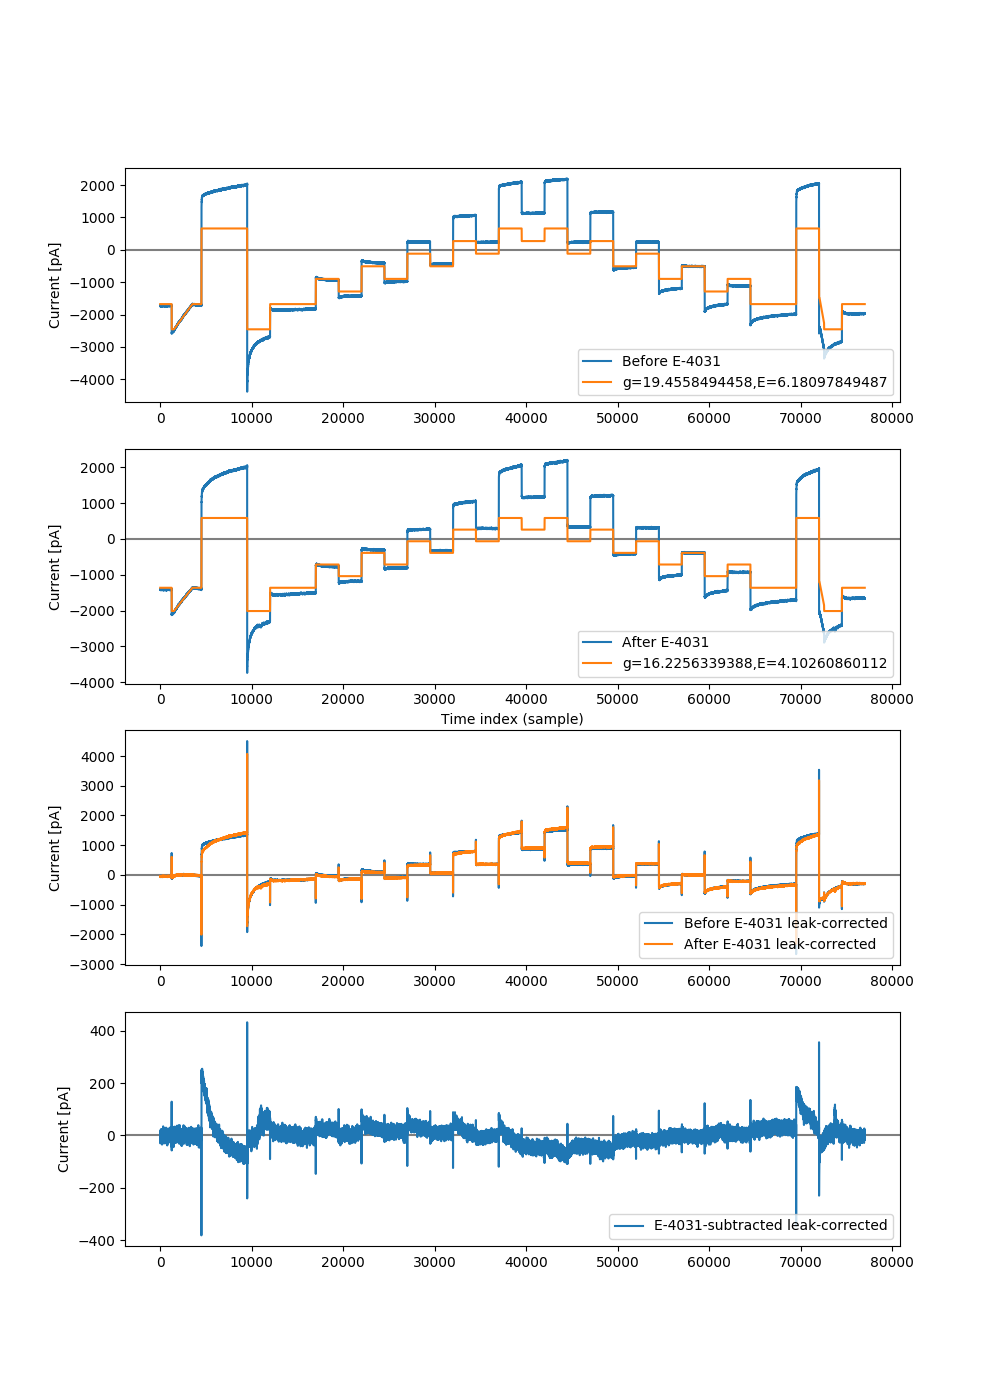 2000
1000
0
−1000
−2000
−3000
−4000
Current [pA]
Before E-4031
g=19.4558494458,E=6.18097849487
0 10000 20000 30000 40000 50000 60000 70000 80000
2000
1000
0
−1000
−2000
−3000
−4000
Current [pA]
After E-4031
g=16.2256339388,E=4.10260860112
0 10000 20000 30000 40000 50000 60000 70000 80000
Time index (sample)
4000
3000
2000
1000
0
−1000
−2000
−3000
Current [pA]
Before E-4031 leak-corrected
After E-4031 leak-corrected
0 10000 20000 30000 40000 50000 60000 70000 80000
400
200
0
−200
−400
Current [pA]
E-4031-subtracted leak-corrected
0 10000 20000 30000 40000 50000 60000 70000 80000